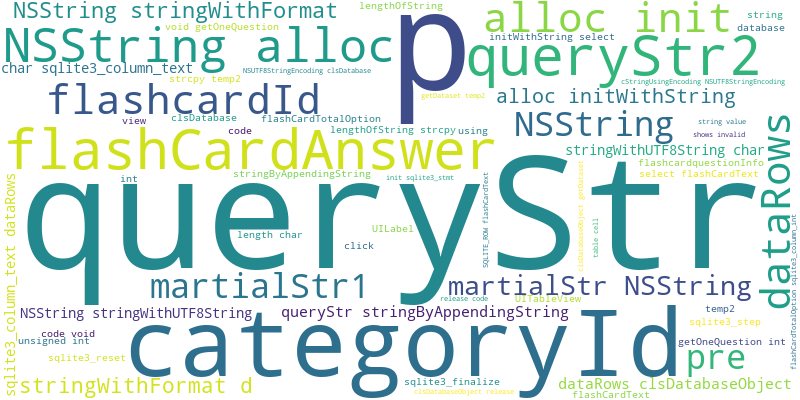 NSString stringWithFormat
lengthOfString
p
alloc init
string
database
void getOneQuestion
NSString alloc
initWithString select
queryStr2
char sqlite3_column_text
NSUTF8StringEncoding clsDatabase
strcpy temp2
cStringUsingEncoding NSUTF8StringEncoding
flashcardId
getDataset temp2
alloc initWithString
clsDatabase
flashCardTotalOption
view
code
lengthOfString strcpy
using
NSString
string value
shows invalid
flashCardAnswer
stringWithUTF8String char
dataRows
flashcardquestionInfo
select flashCardText
int
stringByAppendingString
init sqlite3_stmt
queryStr
sqlite3_column_text dataRows
SQLITE_ROW flashCardText
clsDatabaseObject getDataset
table cell
UILabel
length char
click
martialStr1
martialStr NSString
release code
UITableView
flashCardTotalOption sqlite3_column_int
NSString stringWithUTF8String
queryStr stringByAppendingString
temp2
categoryId
sqlite3_step
code void
unsigned int
getOneQuestion int
sqlite3_reset
pre
stringWithFormat d
sqlite3_finalize
dataRows clsDatabaseObject
clsDatabaseObject release
flashCardText